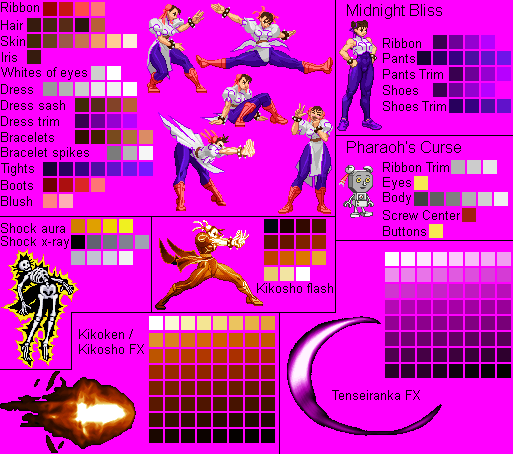 Ribbon
Hair
Skin
Iris
Whites of eyes
Dress
Dress sash
Dress trim
Bracelets
Bracelet spikes
Tights
Boots
Blush
Midnight Bliss
Ribbon
Pants
Pants Trim
Shoes
Shoes Trim
Pharaoh's Curse
Ribbon Trim
Eyes
Body
Screw Center
Buttons
Shock aura
Shock x-ray
Kikosho flash
Kikoken /
Kikosho FX
Tenseiranka FX